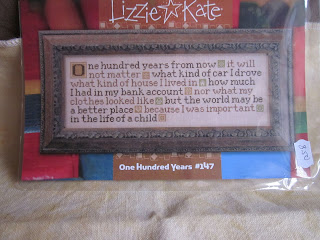 Lizzie☆Kate
One hundred years from now it will
not matter what kind of car I drove
what kind of house I lived in how much
I had in my bank account nor what my
clothes looked like but the world may be
a better place because I was important
in the life of a child
One Hundred Years #147